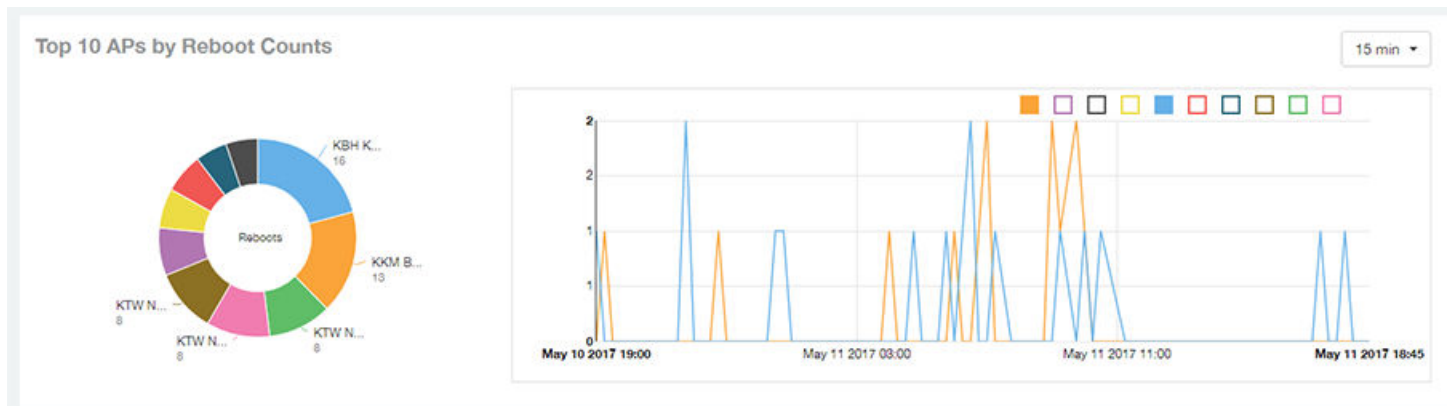 Top 10 APs by Reboot Counts
15 min
KBH K...
16
Reboots
KKM B...
13
KTW N...
8
KTW N...
8
KTW N...
8
2
2
1
1
0
May 10 2017 19:00
May 11 2017 03:00
May 11 2017 11:00
May 11 2017 18:45